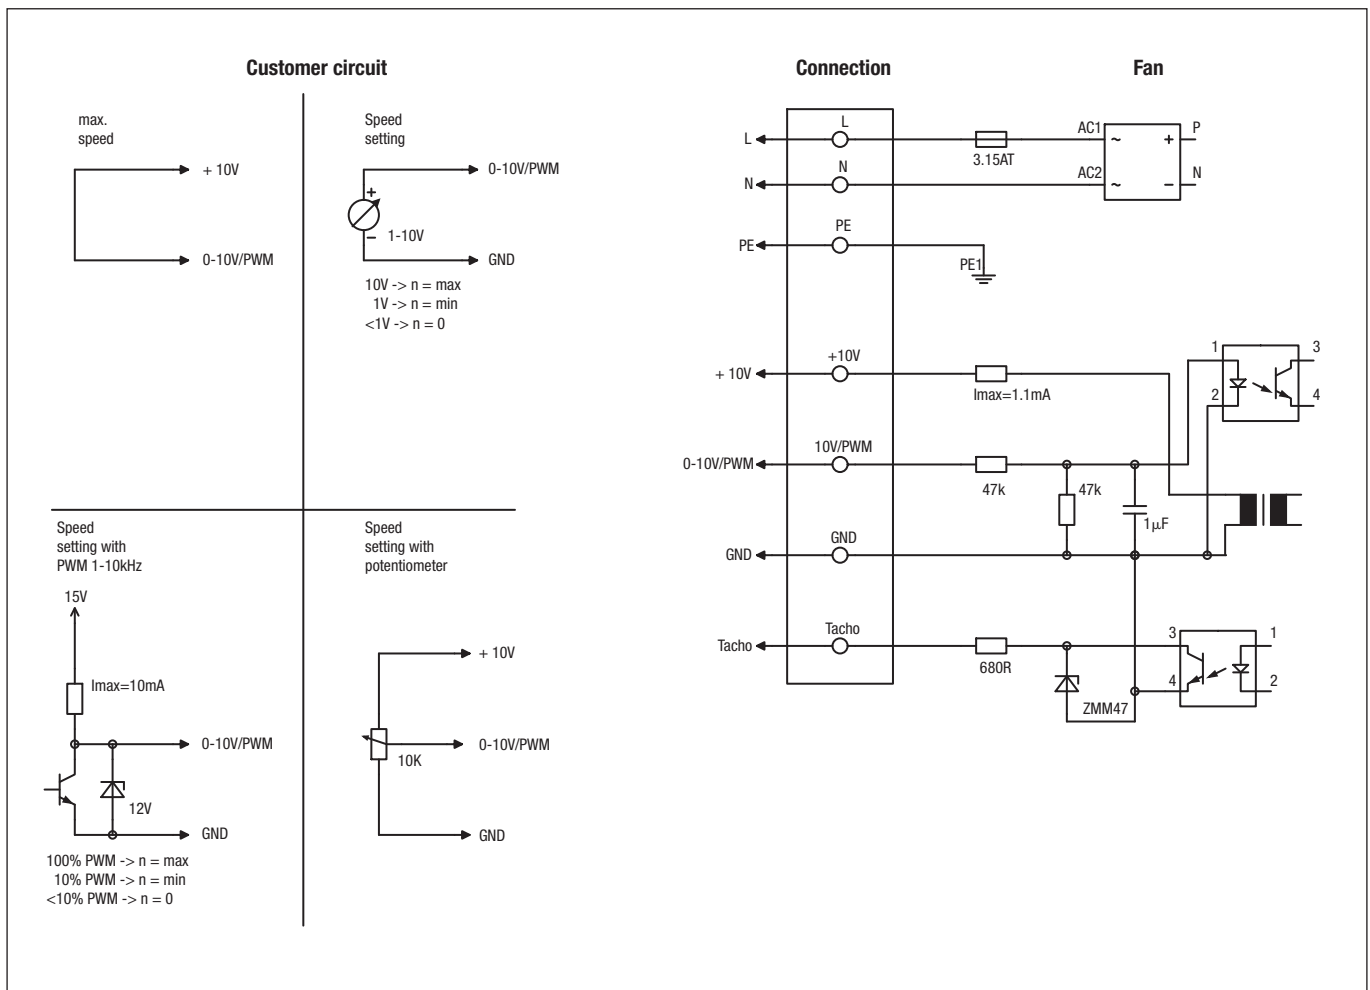 Customer circuit
max.
speed
+ 10V
0-10V/PWM
Speed
setting
0-10V/PWM
+
1-10V
−
GND
10V -> n = max
1V -> n = min
<1V -> n = 0
Speed
setting with
PWM 1-10kHz
15V
Imax=10mA
0-10V/PWM
12V
GND
100% PWM -> n = max
10% PWM -> n = min
<10% PWM -> n = 0
Speed
setting with
potentiometer
+ 10V
0-10V/PWM
10K
GND
Connection
Fan
L
L
3.15AT
AC1
~
+
P
N
N
AC2
~
−
N
PE
PE
PE1
+ 10V
+10V
Imax=1.1mA
1
2
3
4
0-10V/PWM
10V/PWM
47k
47k
1µF
GND
GND
Tacho
Tacho
680R
ZMM47
3
4
1
2